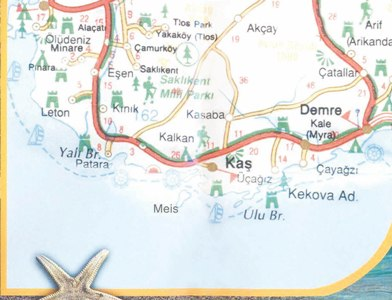 Alaçatı
Tlos Park
Akçay
Arif
Ölüdeniz
Yakaköy (Tlos)
Arikanda
Minare
Çamurköy
Pınara
Eşen
Saklıkent
Çatallar
Saklıkent
Milli Parkı
Leton
Kınık
62
Kasaba
Demre
Kale
(Myra)
Kalkan
Yalı Br.
Patara
Kaş
Çayağzı
Üçağız
Kekova Ad.
Meis
Ulu Br.